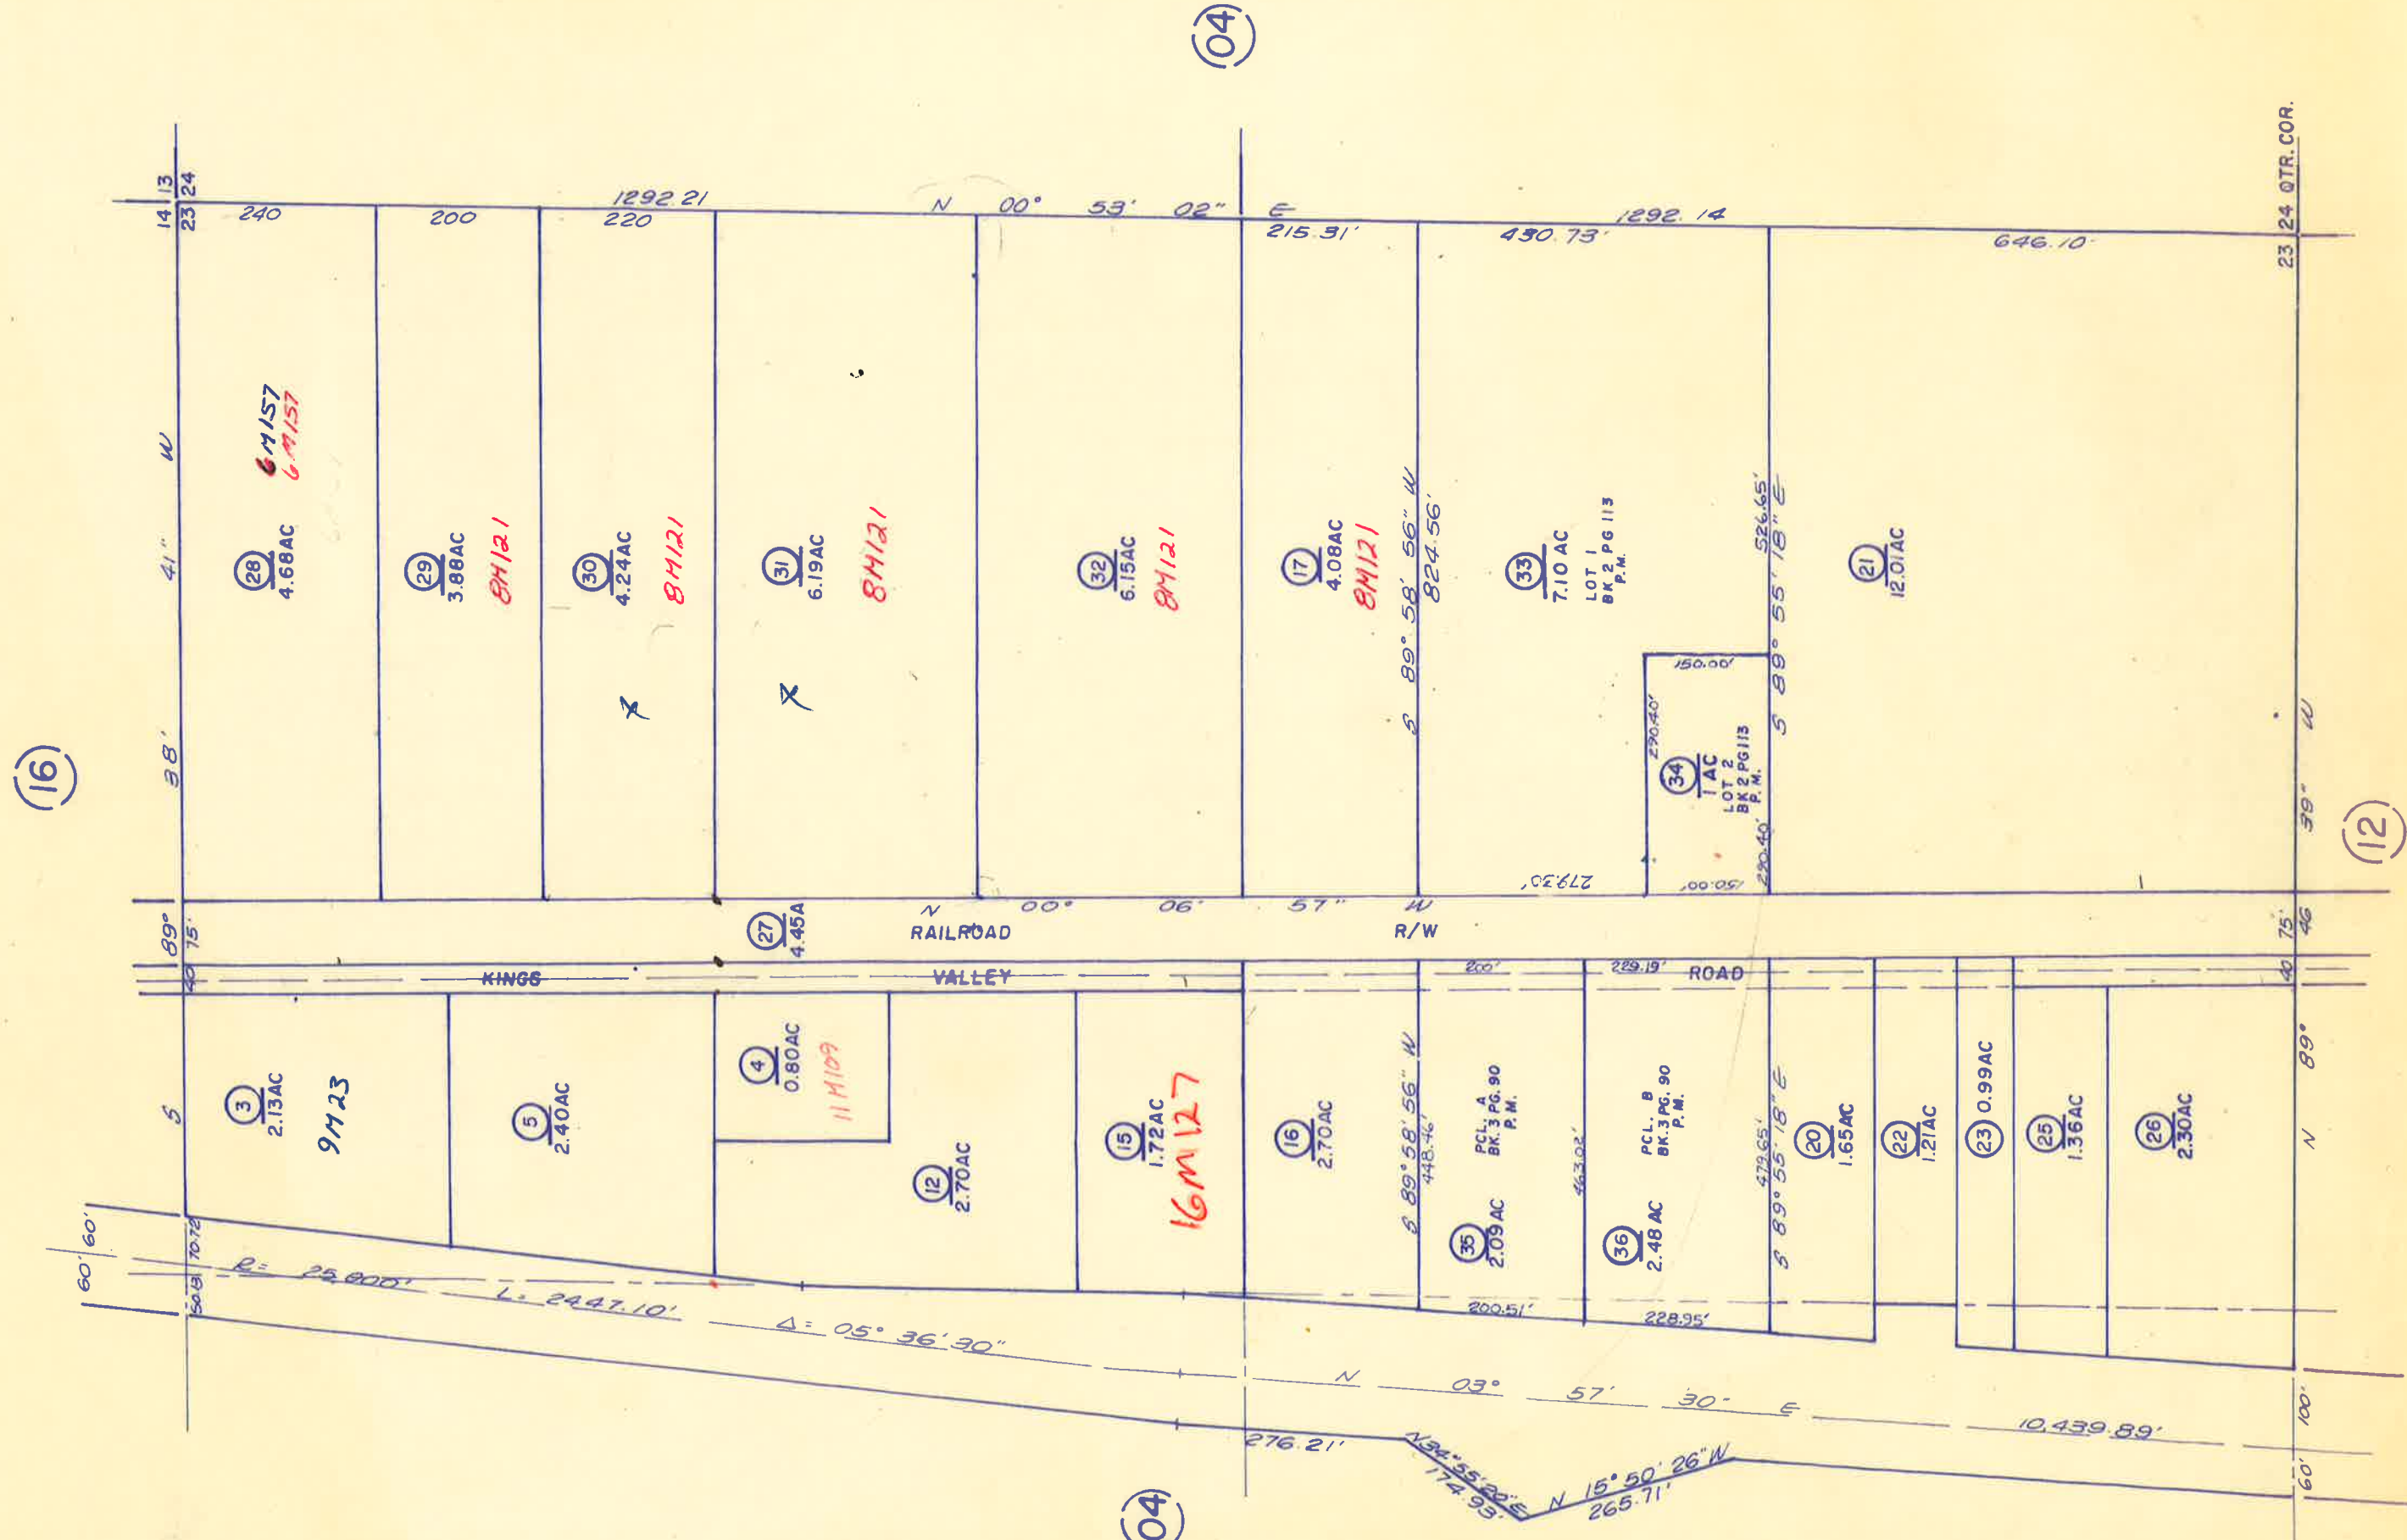 (04)
(16)
14 13
23 24
240
200
1292.21
220
N 00° 53' 02" E
215.31'
430.73'
1292.14
646.10
23 24 QTR. COR.
S 89° 38' 41" W
28
4.68AC
6M157
6M157
29
3.88AC
8M121
30
4.24AC
8M121
X
31
6.19AC
8M121
X
32
6.15AC
8M121
17
4.08AC
8M121
S 89° 58' 56" W
824.56'
33
7.10 AC
LOT 1
BK 2 PG 113
P.M.
526.65'
S 89° 55' 18" E
150.00'
290.40'
34
1 AC
LOT 2
BK 2 PG 113
P.M.
290.40'
279.30'
150.00'
21
12.01AC
75'
27
4.45A
N 00° 06' 57" W
RAILROAD R/W
75'
46
40
KINGS VALLEY ROAD
40
200'
229.19'
3
2.13AC
9M23
5
2.40AC
4
0.80AC
11M109
12
2.70AC
15
1.72AC
16M127
16
2.70AC
S 89° 58' 56" W
448.46'
PCL. A
BK. 3 PG. 90
P.M.
35
2.09 AC
463.02'
PCL. B
BK. 3 PG. 90
P.M.
36
2.48 AC
479.65'
S 89° 55' 18" E
20
1.65AC
22
1.21AC
23 0.99AC
25
1.36AC
26
2.30AC
N 89° 39" W
(12)
60' 60'
70.72
R= 25,000'
L= 2447.10'
Δ= 05° 36' 30"
200.51'
228.95'
N 03° 57' 30" E
10,439.89'
276.21'
N34°55'20"E
174.93'
N 15° 50' 26" W
265.71'
60' 100'
(04)